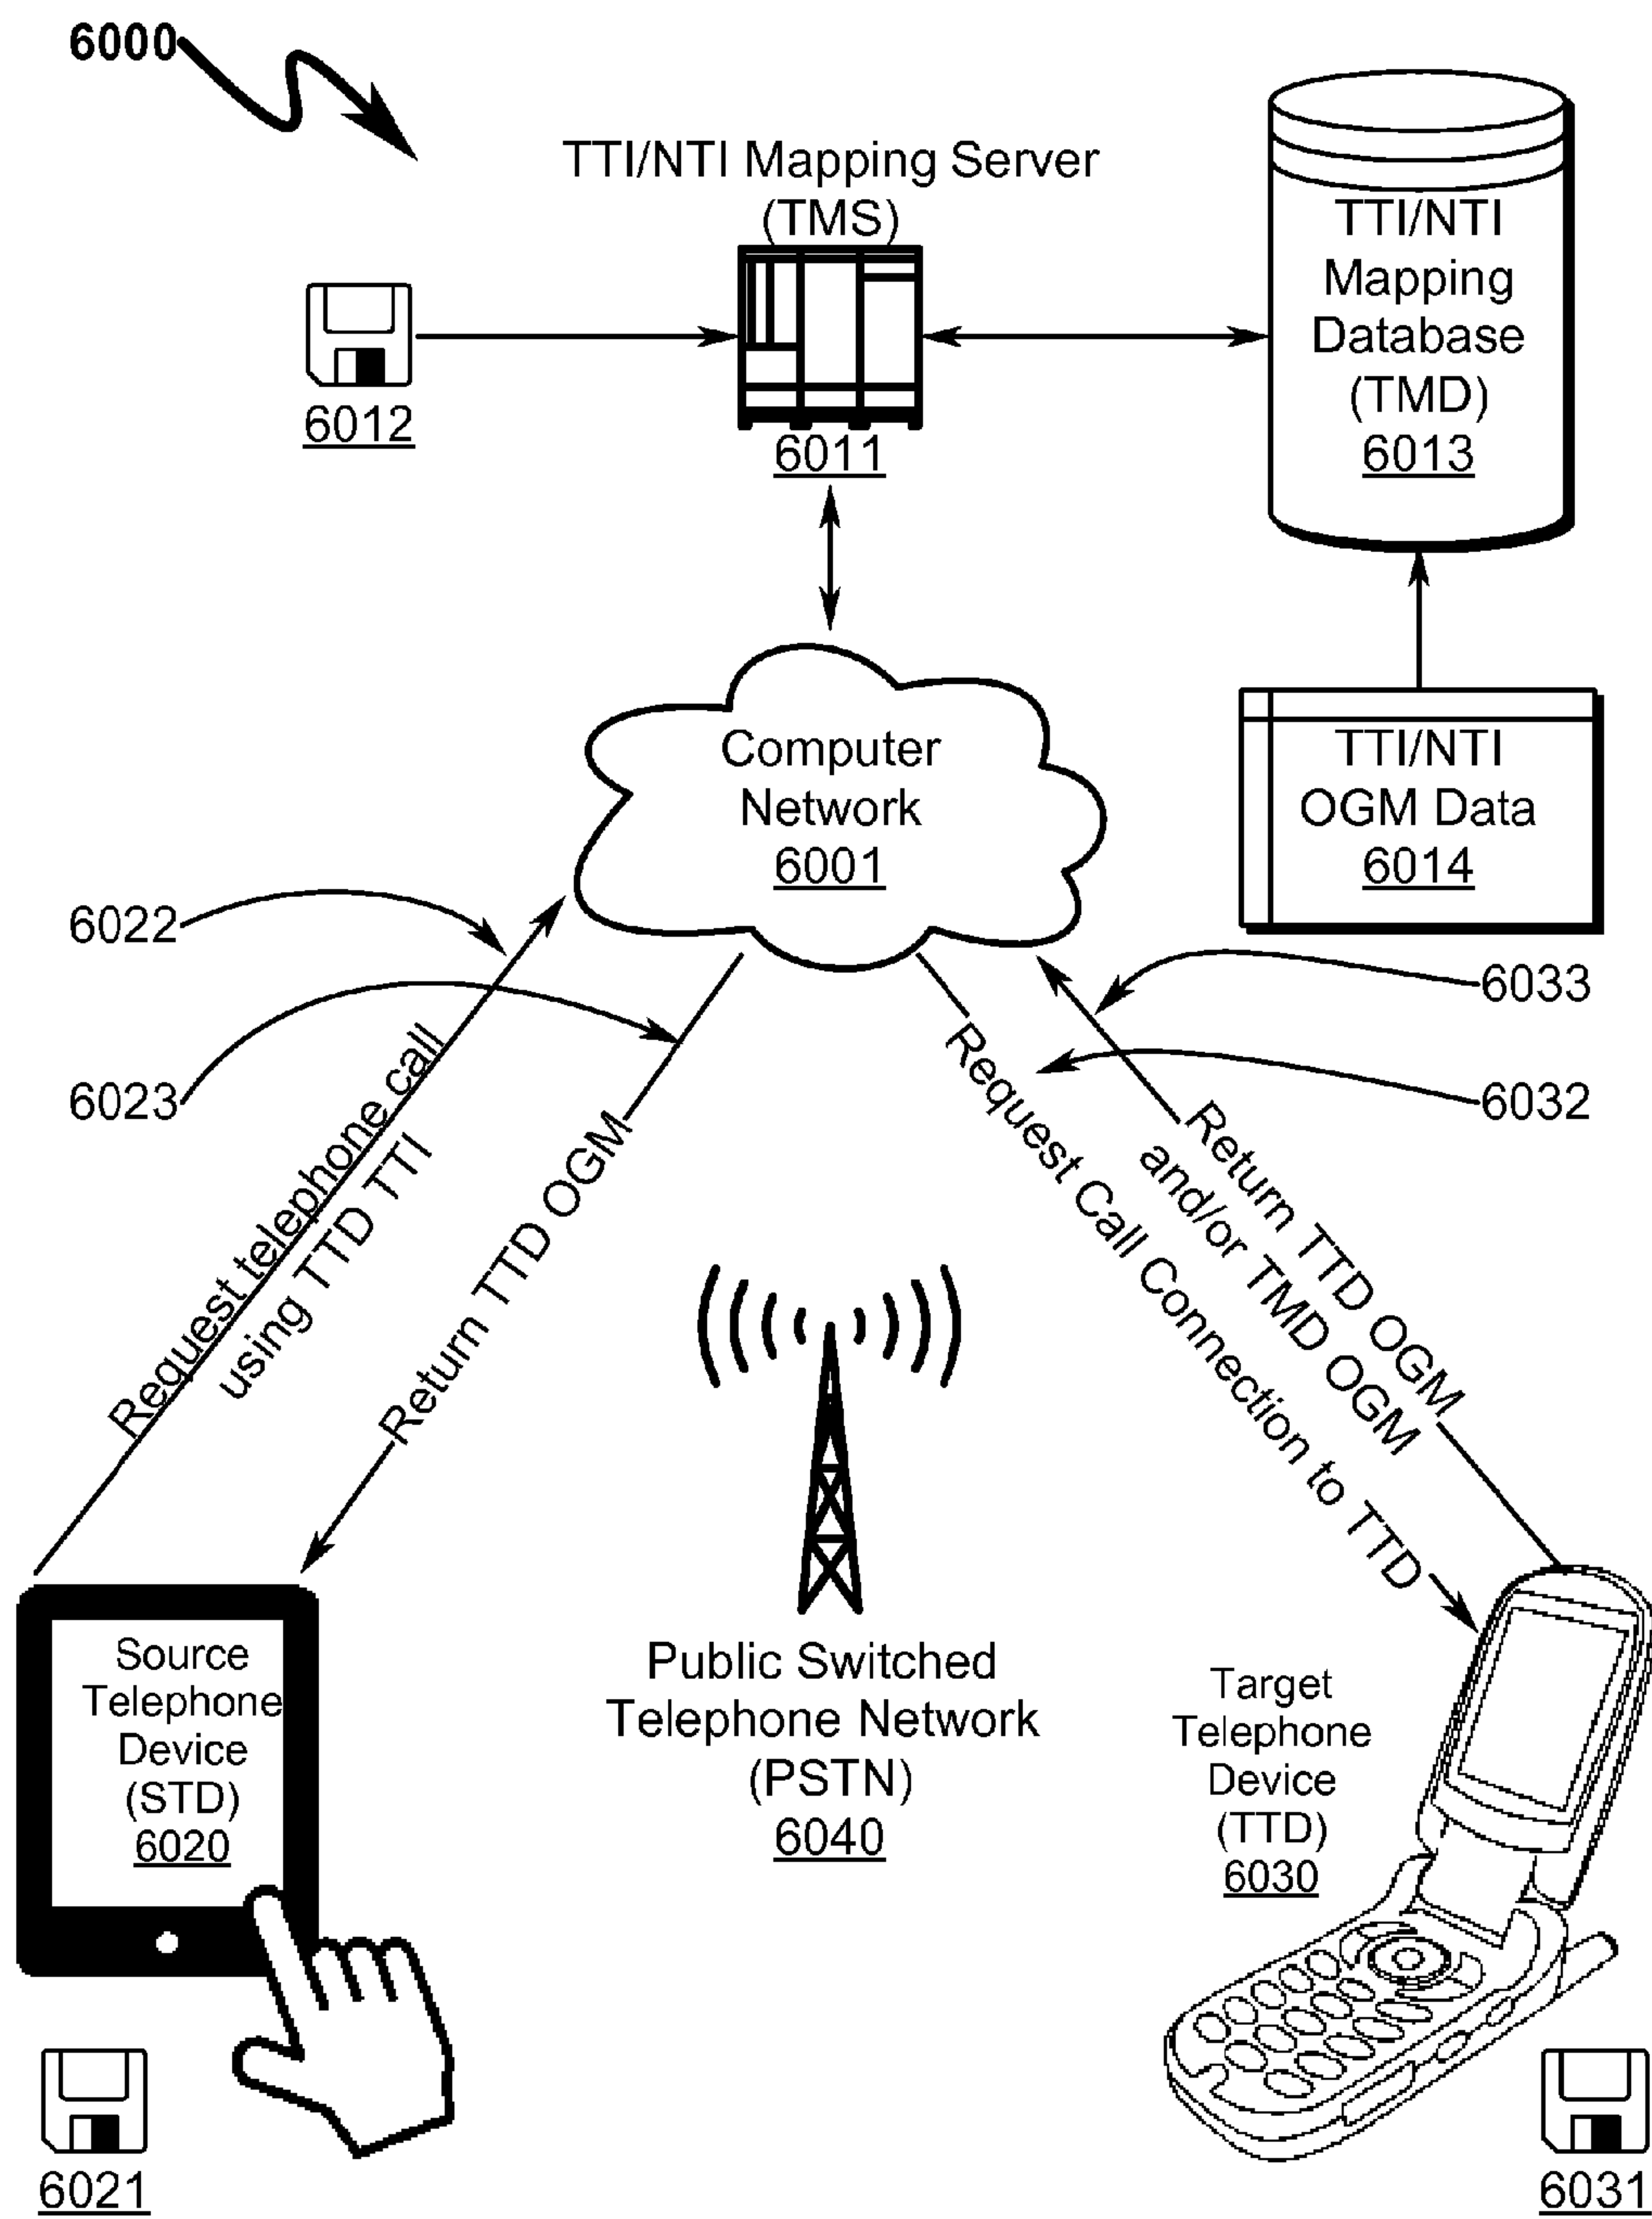 6000
TTI/NTI Mapping Server
(TMS)
6011
6012
TTI/NTI
Mapping
Database
(TMD)
6013
Computer
Network
6001
TTI/NTI
OGM Data
6014
6022
6023
6033
6032
Request telephone call
using TTD TTI
Return TTD OGM
Request Call Connection to TTD
Return TTD OGM
and/or TMD OGM
Source
Telephone
Device
(STD)
6020
Public Switched
Telephone Network
(PSTN)
6040
Target
Telephone
Device
(TTD)
6030
6021
6031